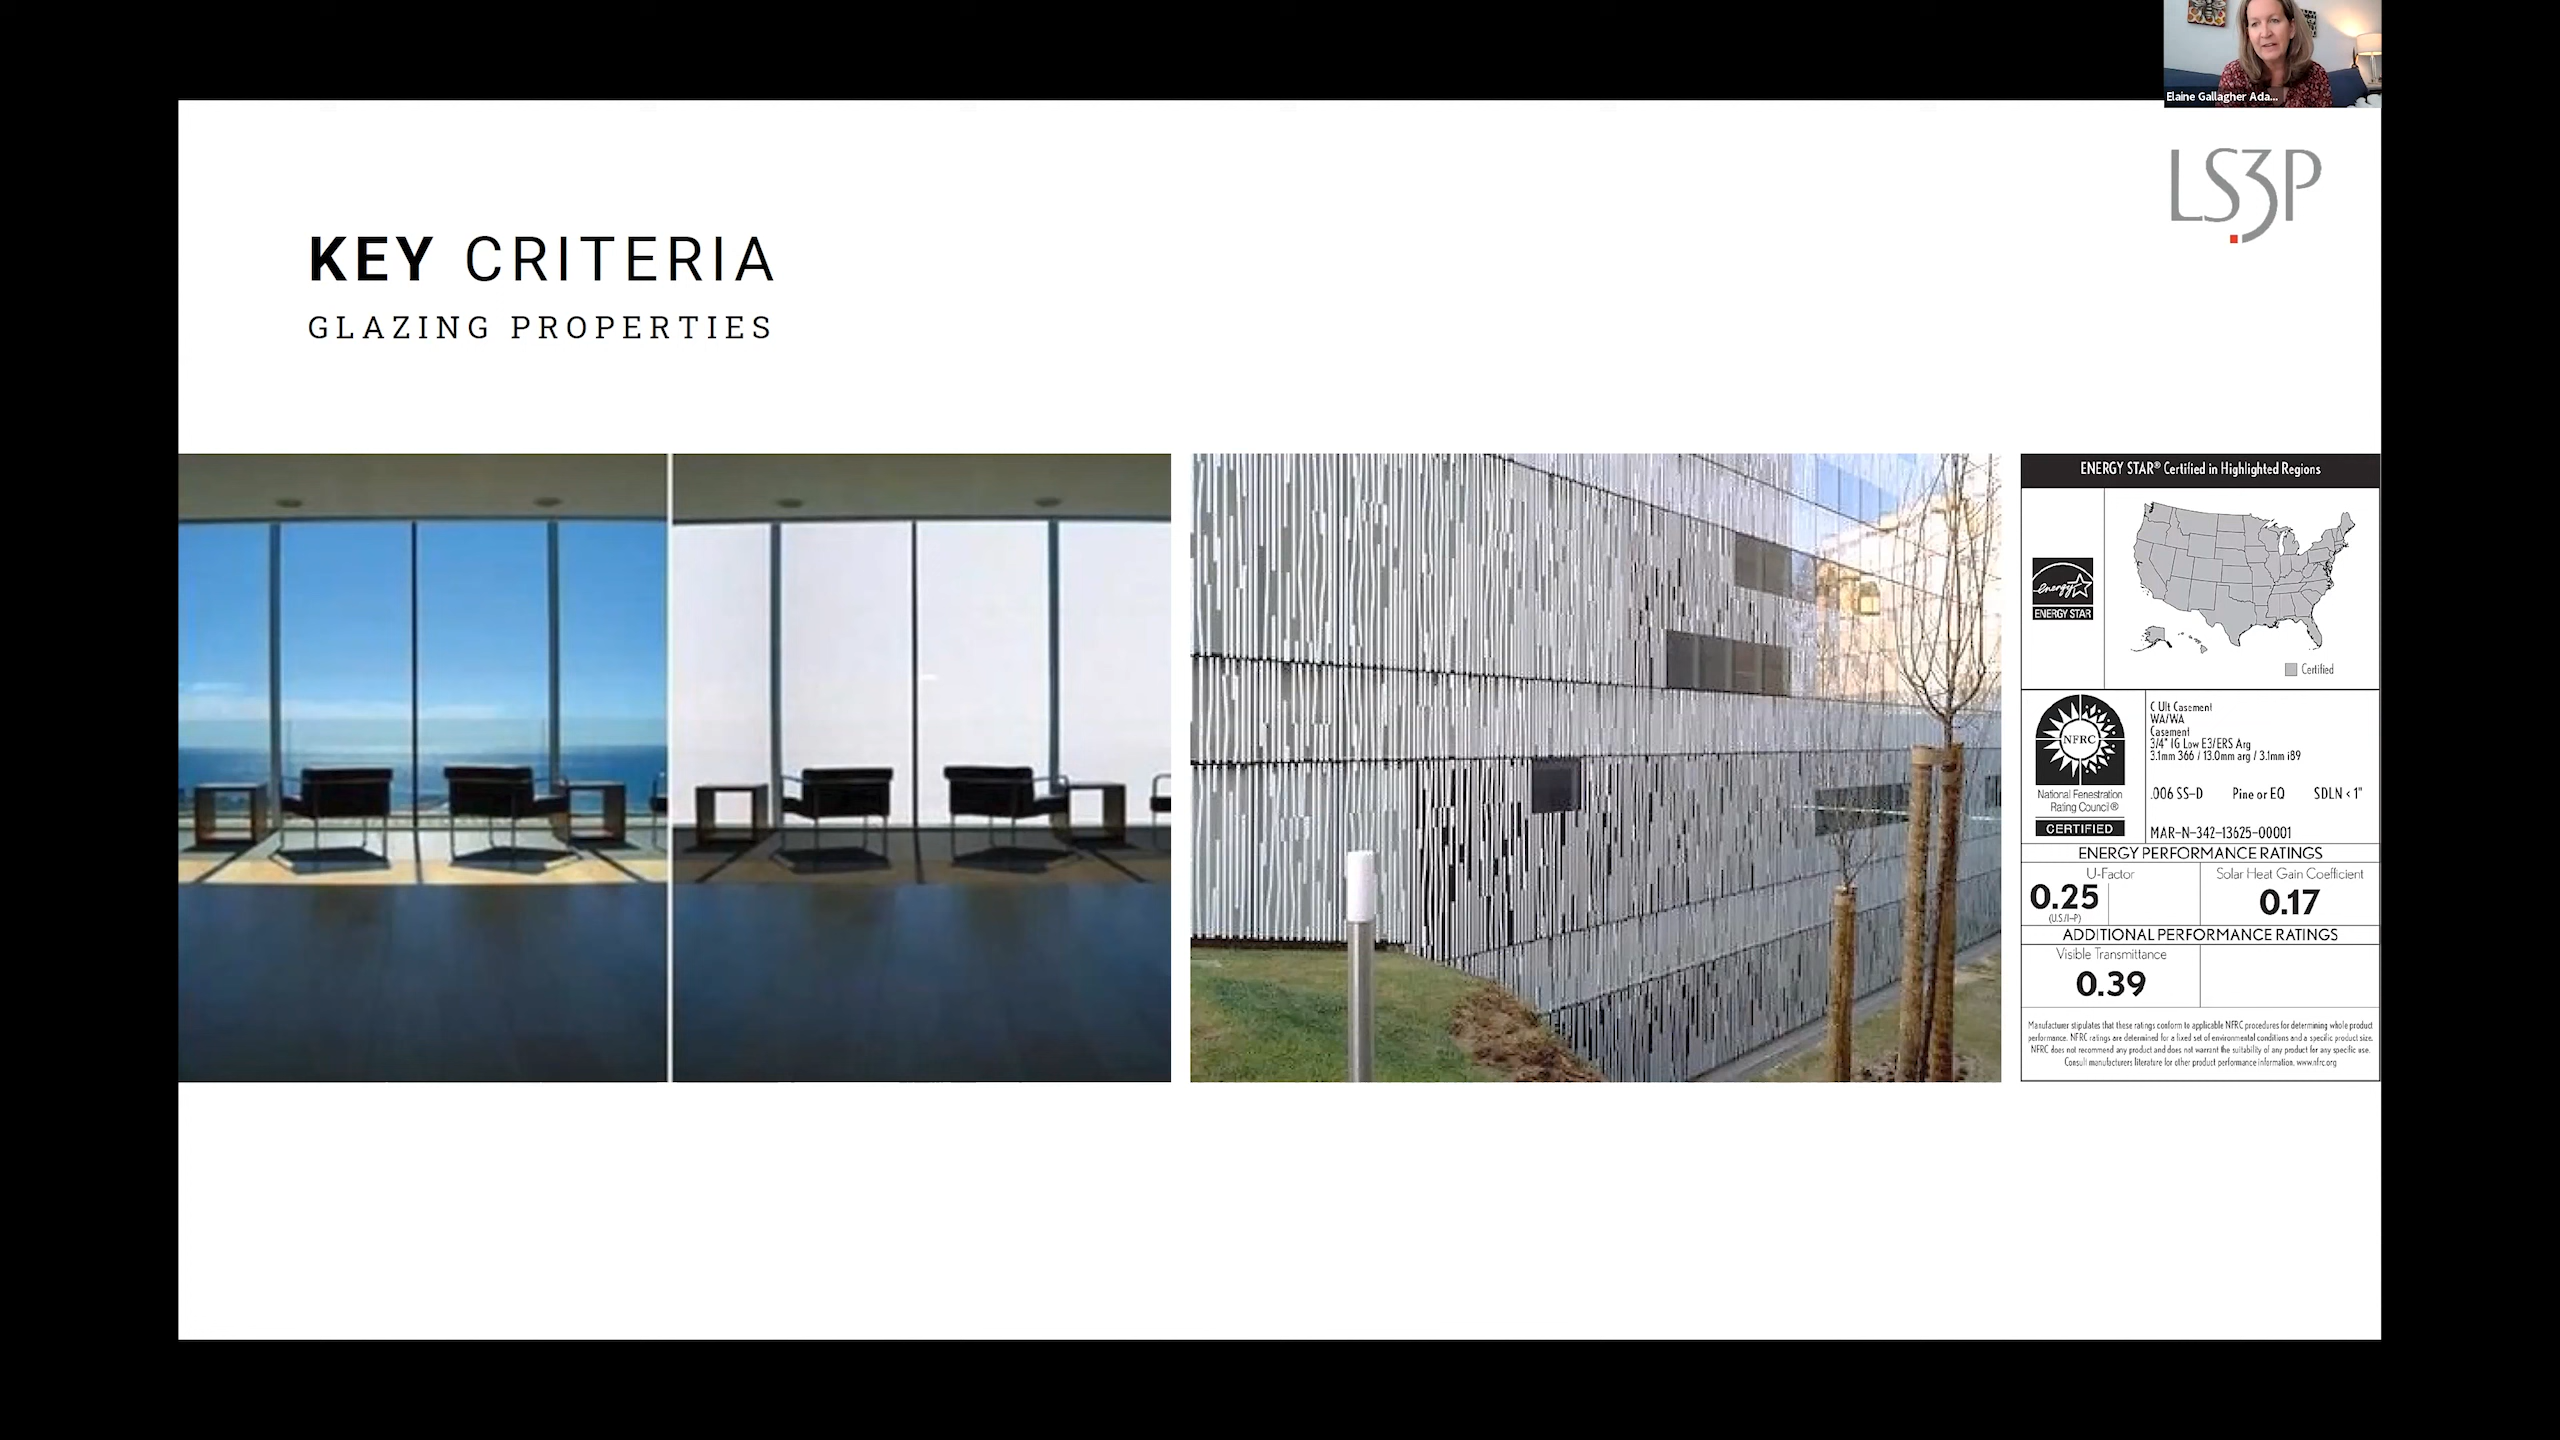 Elaine Gallagher Ada...
LS3P
KEY CRITERIA
GLAZING PROPERTIES
ENERGY STAR® Certified in Highlighted Regions
energy
ENERGY STAR
Certified
NFRC
National Fenestration
Rating Council®
CERTIFIED
C Ult Casement
WA/WA
Casement
3/4" IG Low E3/ERS Arg
3.1mm 366 / 13.0mm arg / 3.1mm i89
.006 SS-D Pine or EQ SDLN < 1"
MAR-N-342-13625-00001
ENERGY PERFORMANCE RATINGS
U-Factor Solar Heat Gain Coefficient
0.25 0.17
(U.S./I-P)
ADDITIONAL PERFORMANCE RATINGS
Visible Transmittance
0.39
Manufacturer stipulates that these ratings conform to applicable NFRC procedures for determining whole product
performance. NFRC ratings are determined for a fixed set of environmental conditions and a specific product size.
NFRC does not recommend any product and does not warrant the suitability of any product for any specific use.
Consult manufacturers literature for other product performance information. www.nfrc.org